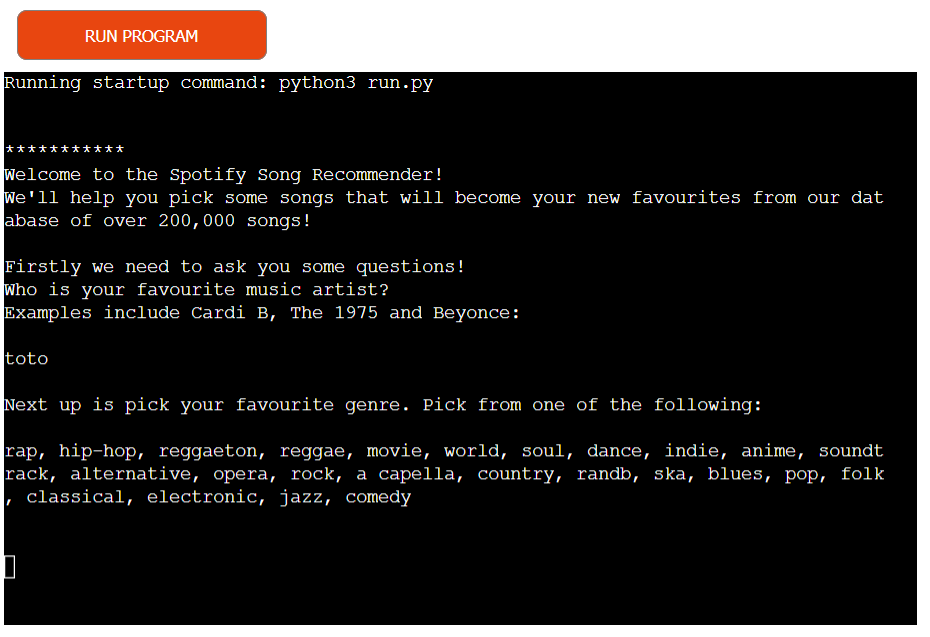 RUN PROGRAM
Running startup command: python3 run.py
***********
Welcome to the Spotify Song Recommender!
We'll help you pick some songs that will become your new favourites from our dat
abase of over 200,000 songs!
Firstly we need to ask you some questions!
Who is your favourite music artist?
Examples include Cardi B, The 1975 and Beyonce:
toto
Next up is pick your favourite genre. Pick from one of the following:
rap, hip-hop, reggaeton, reggae, movie, world, soul, dance, indie, anime, soundt
rack, alternative, opera, rock, a capella, country, randb, ska, blues, pop, folk
, classical, electronic, jazz, comedy